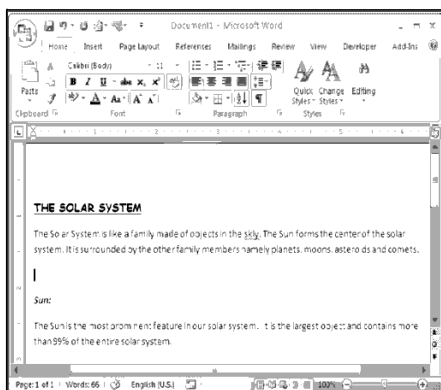 Document1 - Microsoft Word
Home Insert Page Layout References Mailings Review View Developer Add-Ins
Calibri (Body) 11
Paste
Quick Styles Change Styles Editing
Clipboard Font Paragraph Styles
THE SOLAR SYSTEM
The Solar System is like a family made of objects in the skly. The Sun forms the center of the solar
system. It is surrounded by the other family members namely planets, moons, asteroids and comets.
Sun:
The Sun is the most prominent feature in our solar system. It is the largest object and contains more
than 99% of the entire solar system.
Page: 1 of 1 Words: 66 English (U.S.) 100%